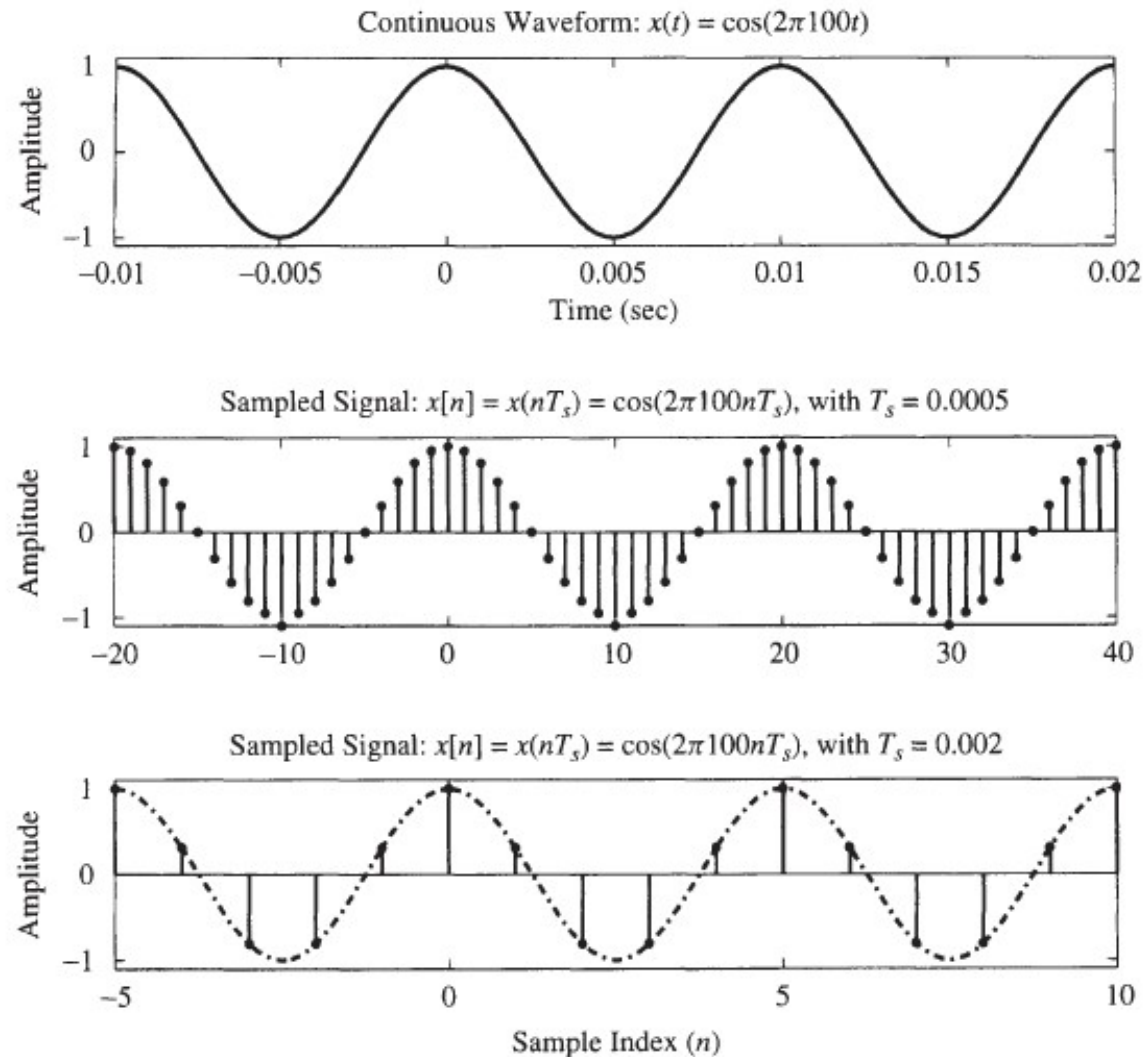 Continuous Waveform: x(t) = cos(2π100t)
Amplitude
1
0
−1
−0.01 −0.005 0 0.005 0.01 0.015 0.02
Time (sec)
Sampled Signal: x[n] = x(nTₛ) = cos(2π100nTₛ), with Tₛ = 0.0005
Amplitude
1
0
−1
−20 −10 0 10 20 30 40
Sampled Signal: x[n] = x(nTₛ) = cos(2π100nTₛ), with Tₛ = 0.002
Amplitude
1
0
−1
−5 0 5 10
Sample Index (n)